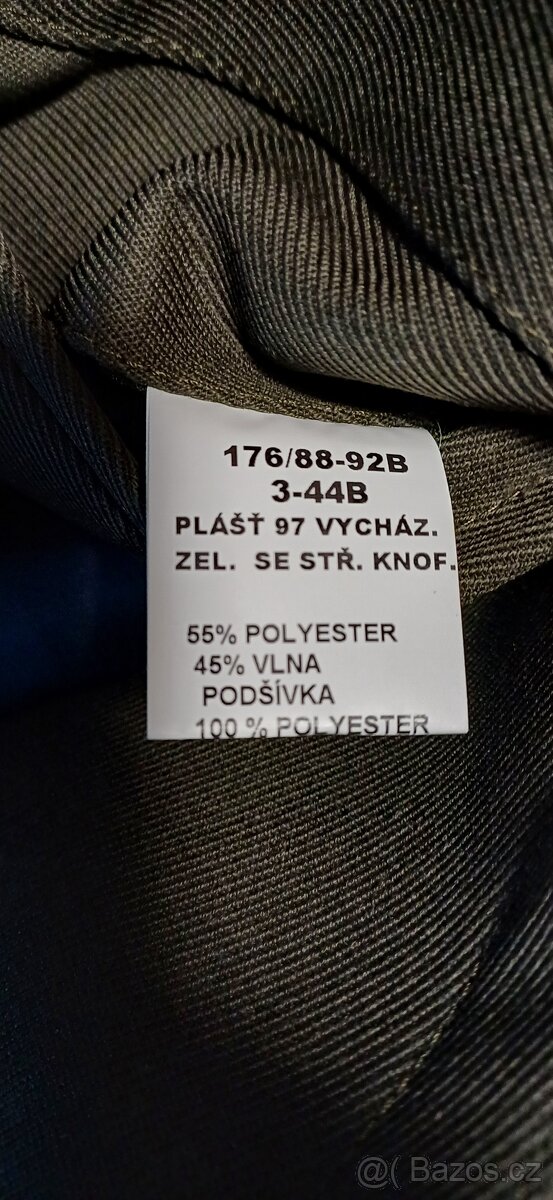 176/88-92B
3-44B
PLÁŠŤ 97 VYCHÁZ.
ZEL. SE STŘ. KNOF.
55% POLYESTER
45% VLNA
PODŠÍVKA
100 % POLYESTER
@( Bazos.cz